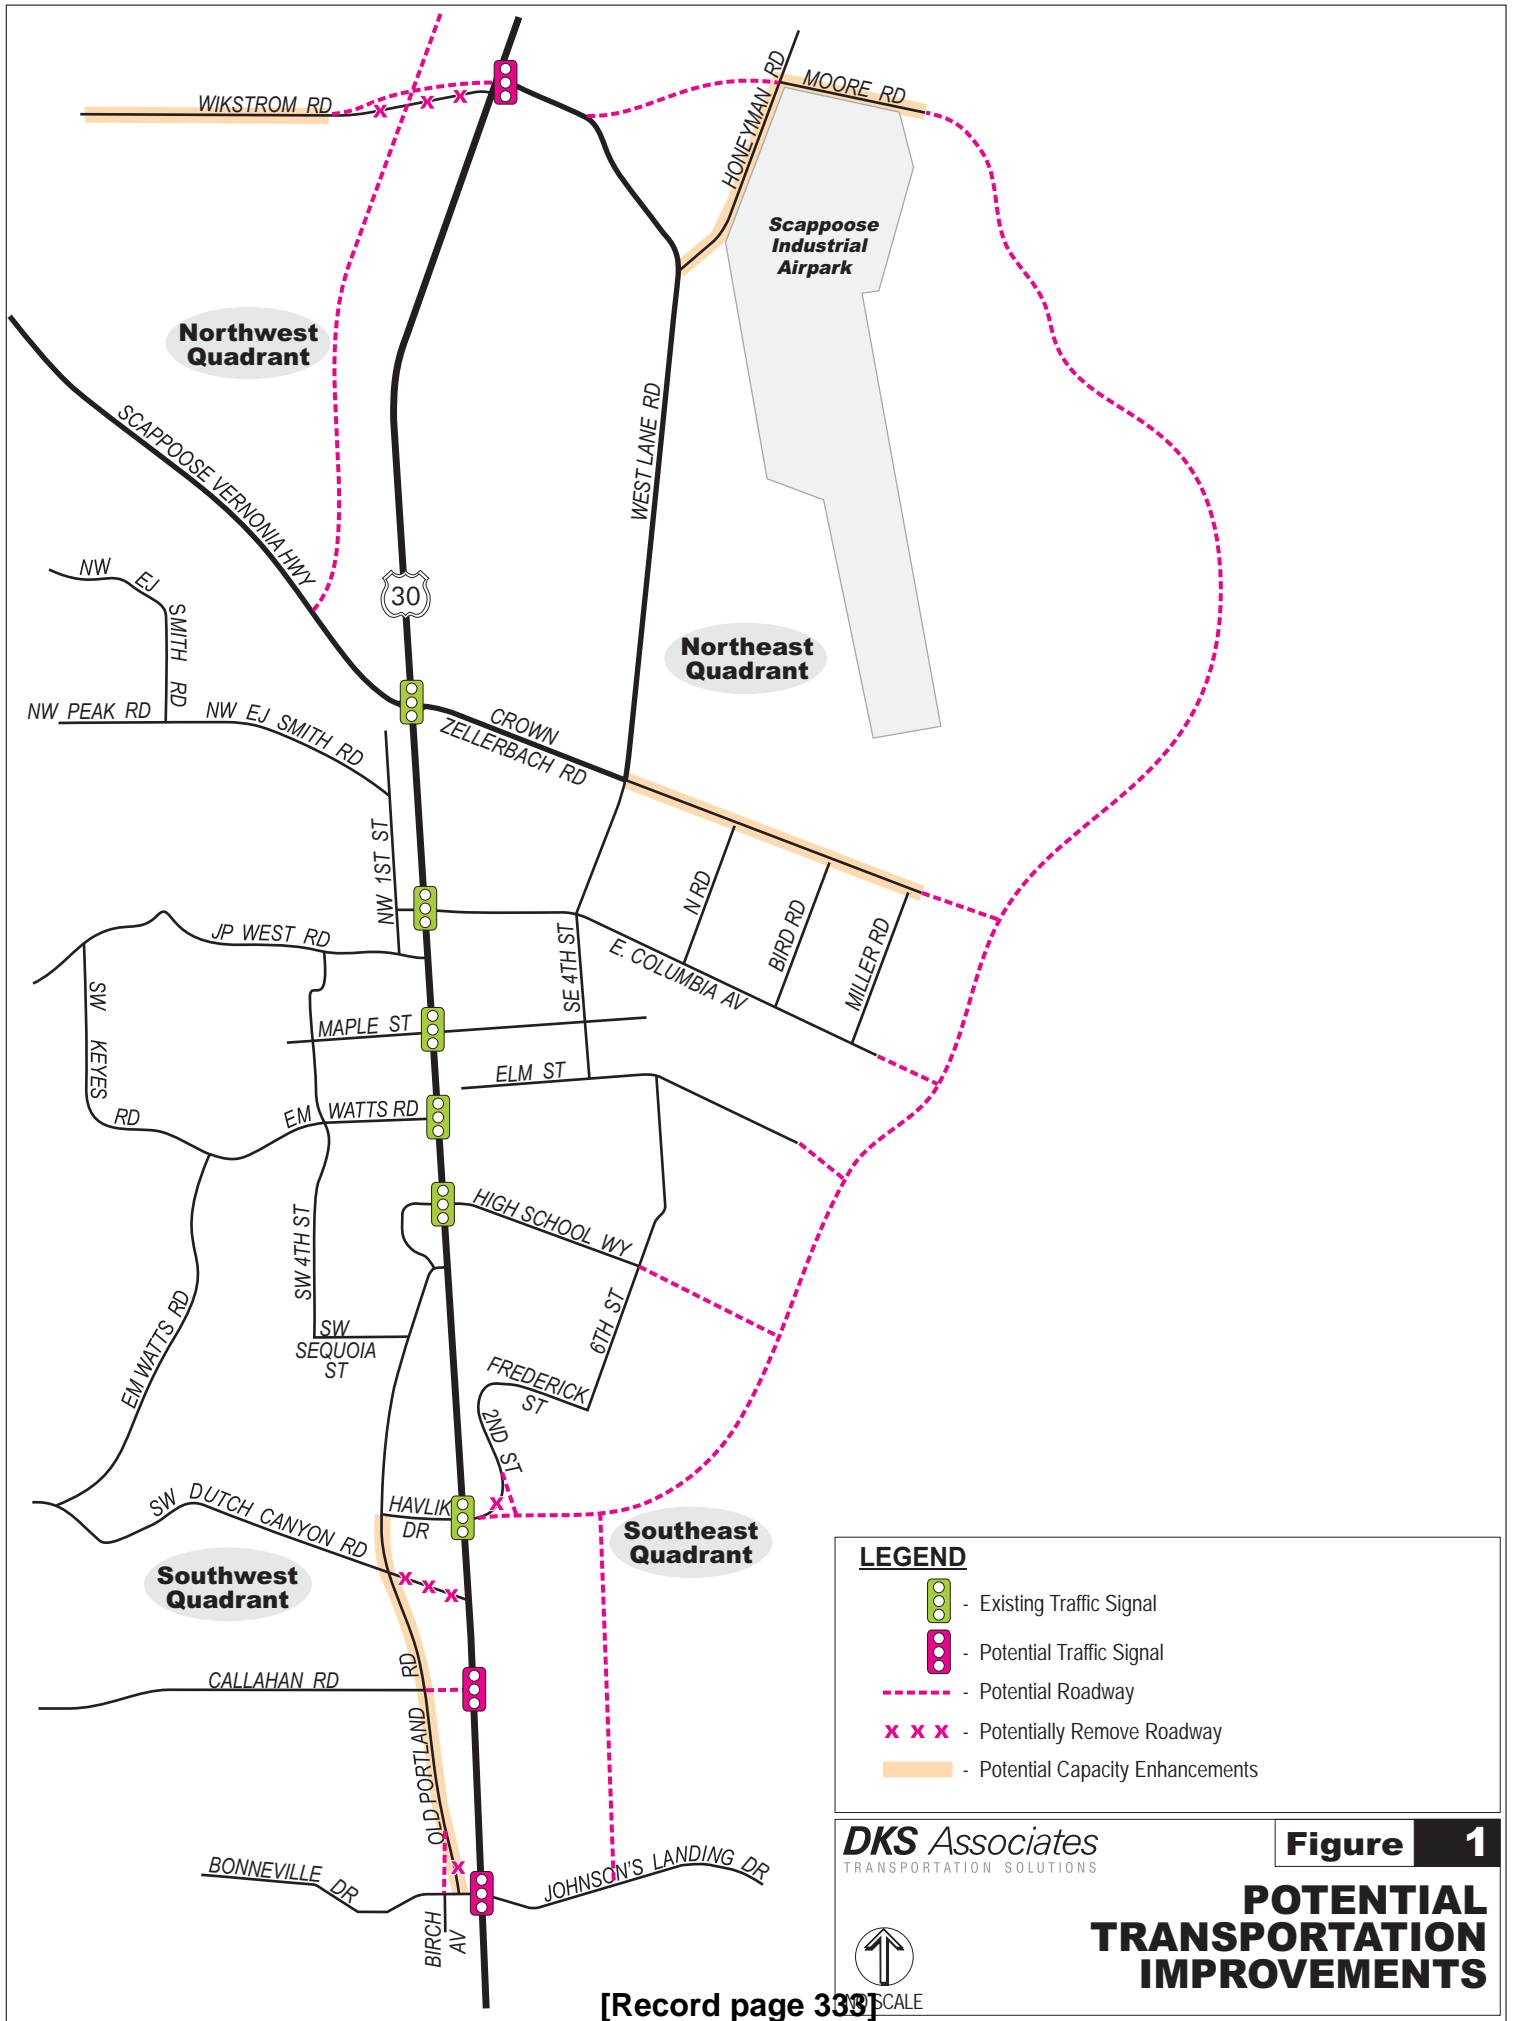 WIKSTROM RD
HONEYMAN RD
MOORE RD
Scappoose
Industrial
Airpark
Northwest
Quadrant
SCAPPOOSE VERNONIA HWY
WEST LANE RD
30
NW EJ SMITH RD
Northeast
Quadrant
NW PEAK RD
NW EJ SMITH RD
CROWN
ZELLERBACH RD
NW 1ST ST
N RD
BIRD RD
MILLER RD
JP WEST RD
SE 4TH ST
E. COLUMBIA AV
SW KEYES RD
MAPLE ST
ELM ST
EM WATTS RD
HIGH SCHOOL WY
SW 4TH ST
6TH ST
EM WATTS RD
SW
SEQUOIA
ST
FREDERICK
ST
2ND ST
SW DUTCH CANYON RD
HAVLIK
DR
Southeast
Quadrant
Southwest
Quadrant
CALLAHAN RD
OLD PORTLAND RD
BONNEVILLE DR
JOHNSON'S LANDING DR
BIRCH
AV
LEGEND
- Existing Traffic Signal
- Potential Traffic Signal
- Potential Roadway
X X X - Potentially Remove Roadway
- Potential Capacity Enhancements
DKS Associates
TRANSPORTATION SOLUTIONS
Figure 1
POTENTIAL
TRANSPORTATION
IMPROVEMENTS
NO SCALE
[Record page 333]